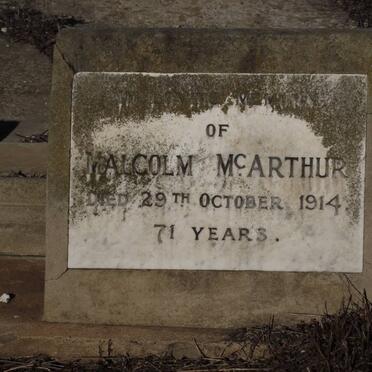 OF
MALCOLM McARTHUR
DIED 29TH OCTOBER 1914.
71 YEARS.